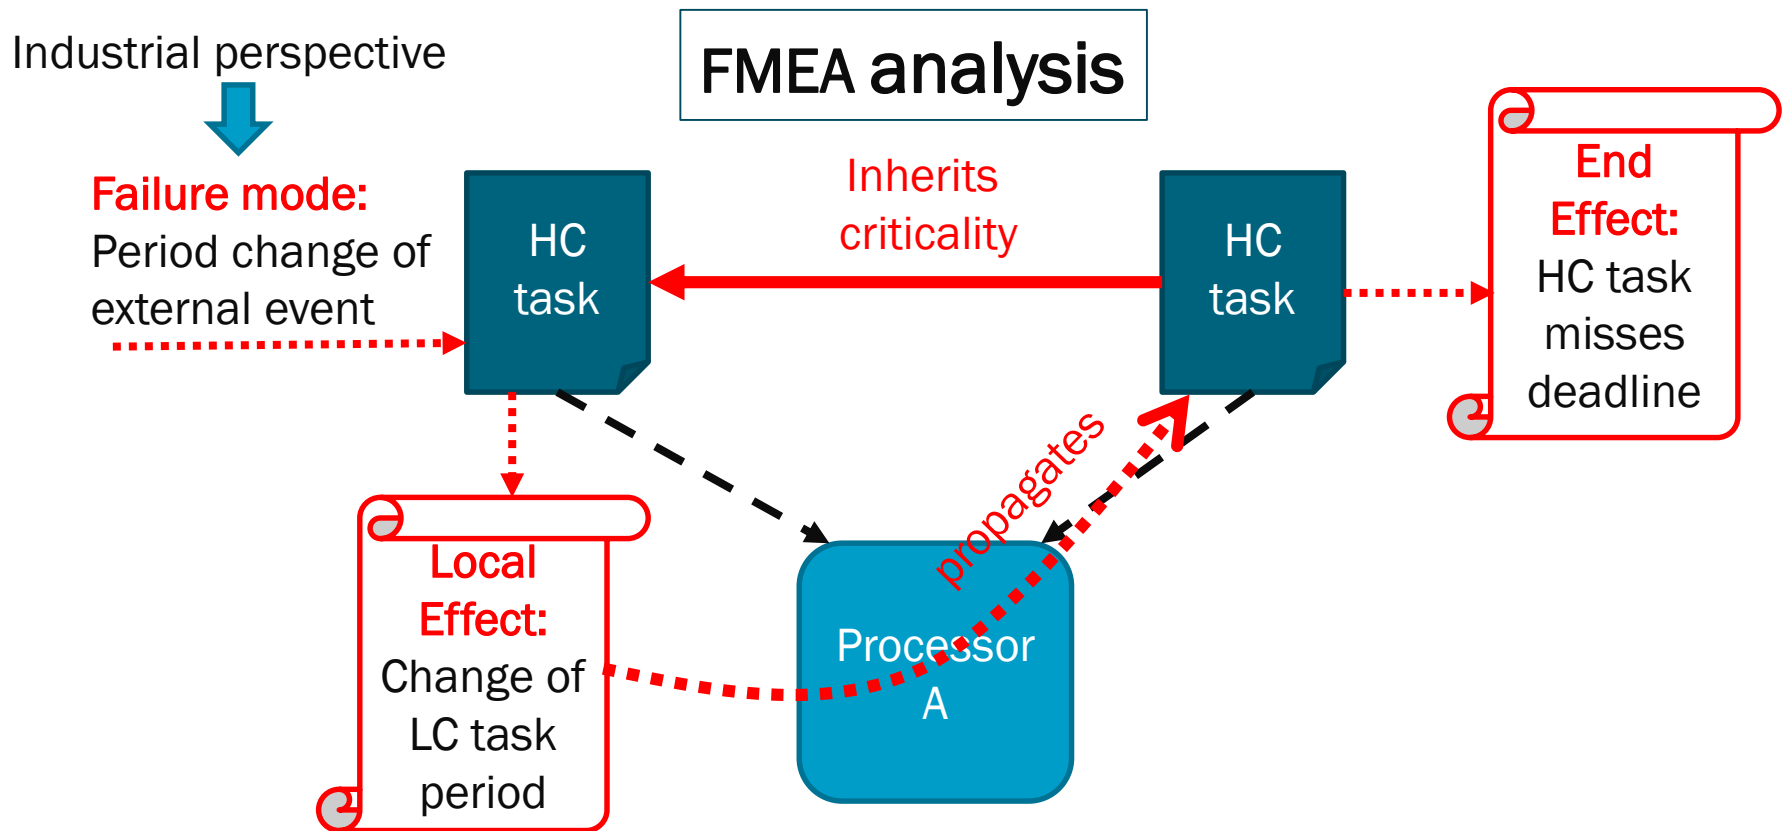 Industrial perspective
FMEA analysis
Failure mode:
Period change of
external event
HC
task
Inherits
criticality
HC
task
End
Effect:
HC task
misses
deadline
propagates
Local
Effect:
Change of
LC task
period
Processor
A